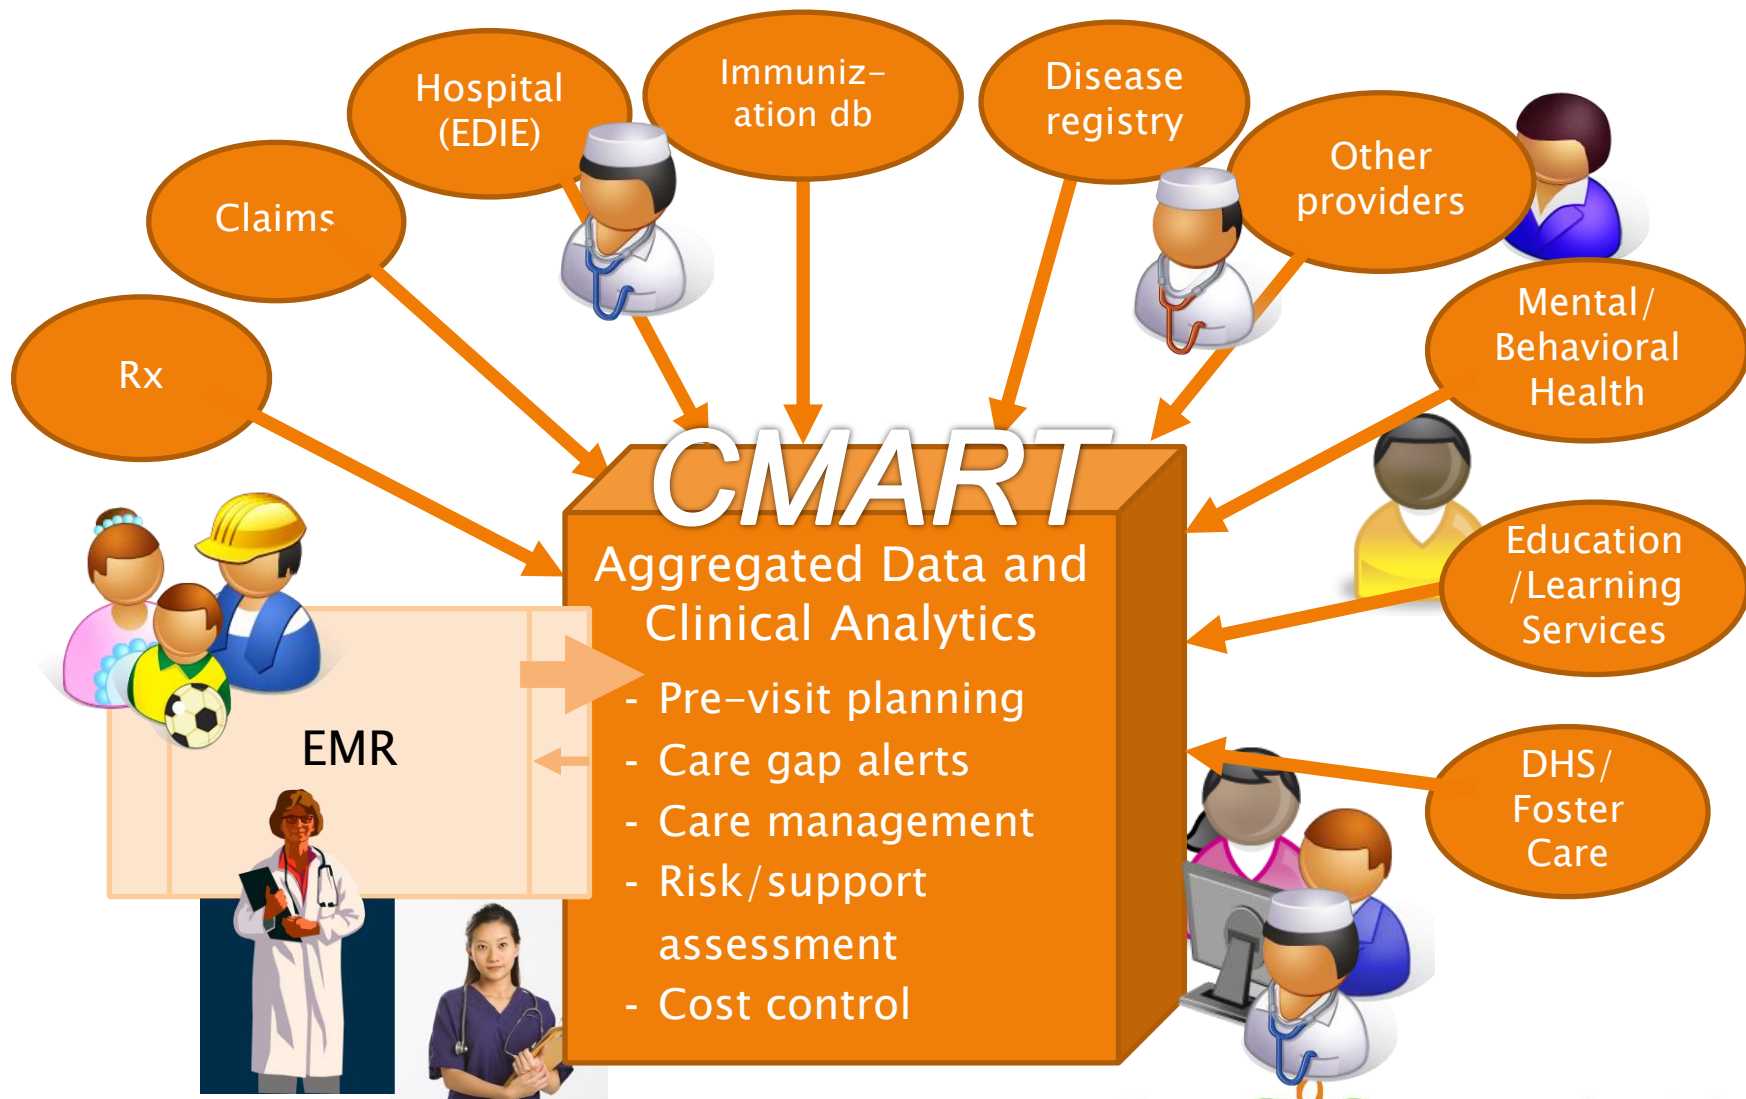 Hospital
(EDIE)
Immuniz-
ation db
Disease
registry
Other
providers
Claims
Rx
Mental/
Behavioral
Health
CMART
Aggregated Data and
Clinical Analytics
- Pre-visit planning
- Care gap alerts
- Care management
- Risk/support
assessment
- Cost control
EMR
Education
/Learning
Services
DHS/
Foster
Care